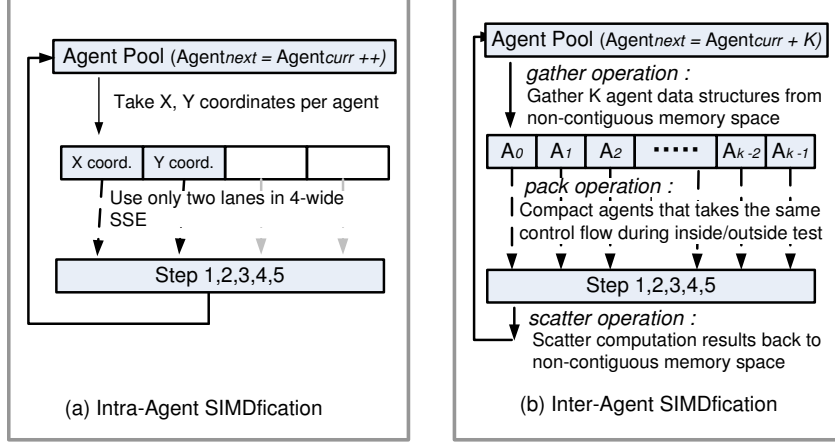 Agent Pool (Agentnext = Agentcurr ++)
Take X, Y coordinates per agent
X coord. Y coord.
Use only two lanes in 4-wide
SSE
Step 1,2,3,4,5
(a) Intra-Agent SIMDfication
Agent Pool (Agentnext = Agentcurr + K)
gather operation :
Gather K agent data structures from
non-contiguous memory space
A0 A1 A2 ..... Ak-2 Ak-1
pack operation :
Compact agents that takes the same
control flow during inside/outside test
Step 1,2,3,4,5
scatter operation :
Scatter computation results back to
non-contiguous memory space
(b) Inter-Agent SIMDfication